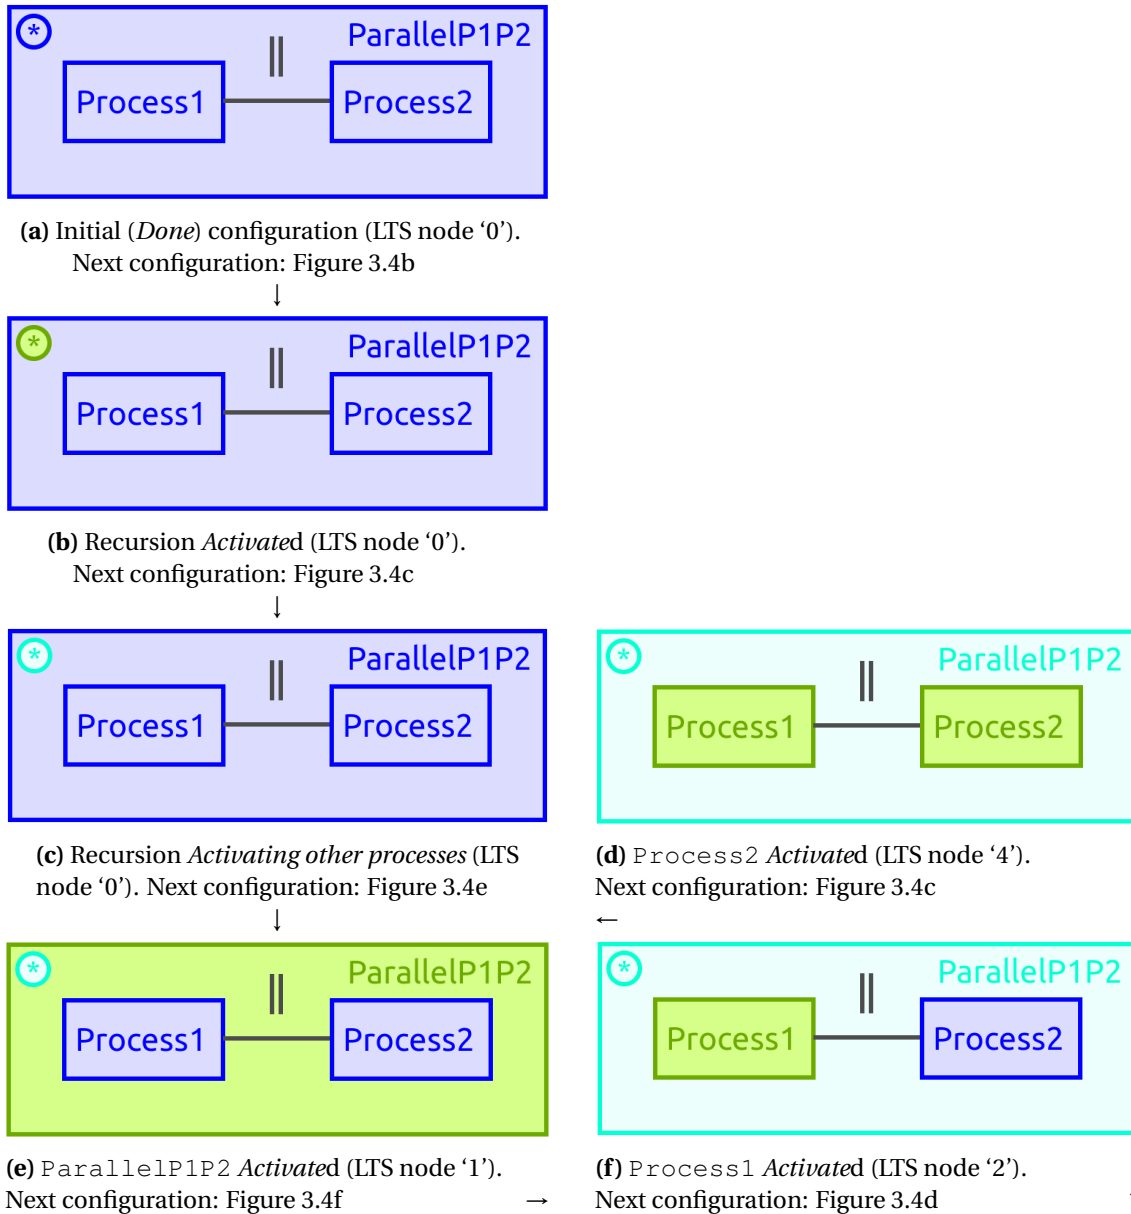 * ParallelP1P2
||
Process1 Process2
(a) Initial (Done) configuration (LTS node ‘0’).
Next configuration: Figure 3.4b
↓
* ParallelP1P2
||
Process1 Process2
(b) Recursion Activated (LTS node ‘0’).
Next configuration: Figure 3.4c
↓
* ParallelP1P2
||
Process1 Process2
(c) Recursion Activating other processes (LTS
node ‘0’). Next configuration: Figure 3.4e
↓
* ParallelP1P2
||
Process1 Process2
(d) Process2 Activated (LTS node ‘4’).
Next configuration: Figure 3.4c
←
* ParallelP1P2
||
Process1 Process2
(e) ParallelP1P2 Activated (LTS node ‘1’).
Next configuration: Figure 3.4f →
* ParallelP1P2
||
Process1 Process2
(f) Process1 Activated (LTS node ‘2’).
Next configuration: Figure 3.4d